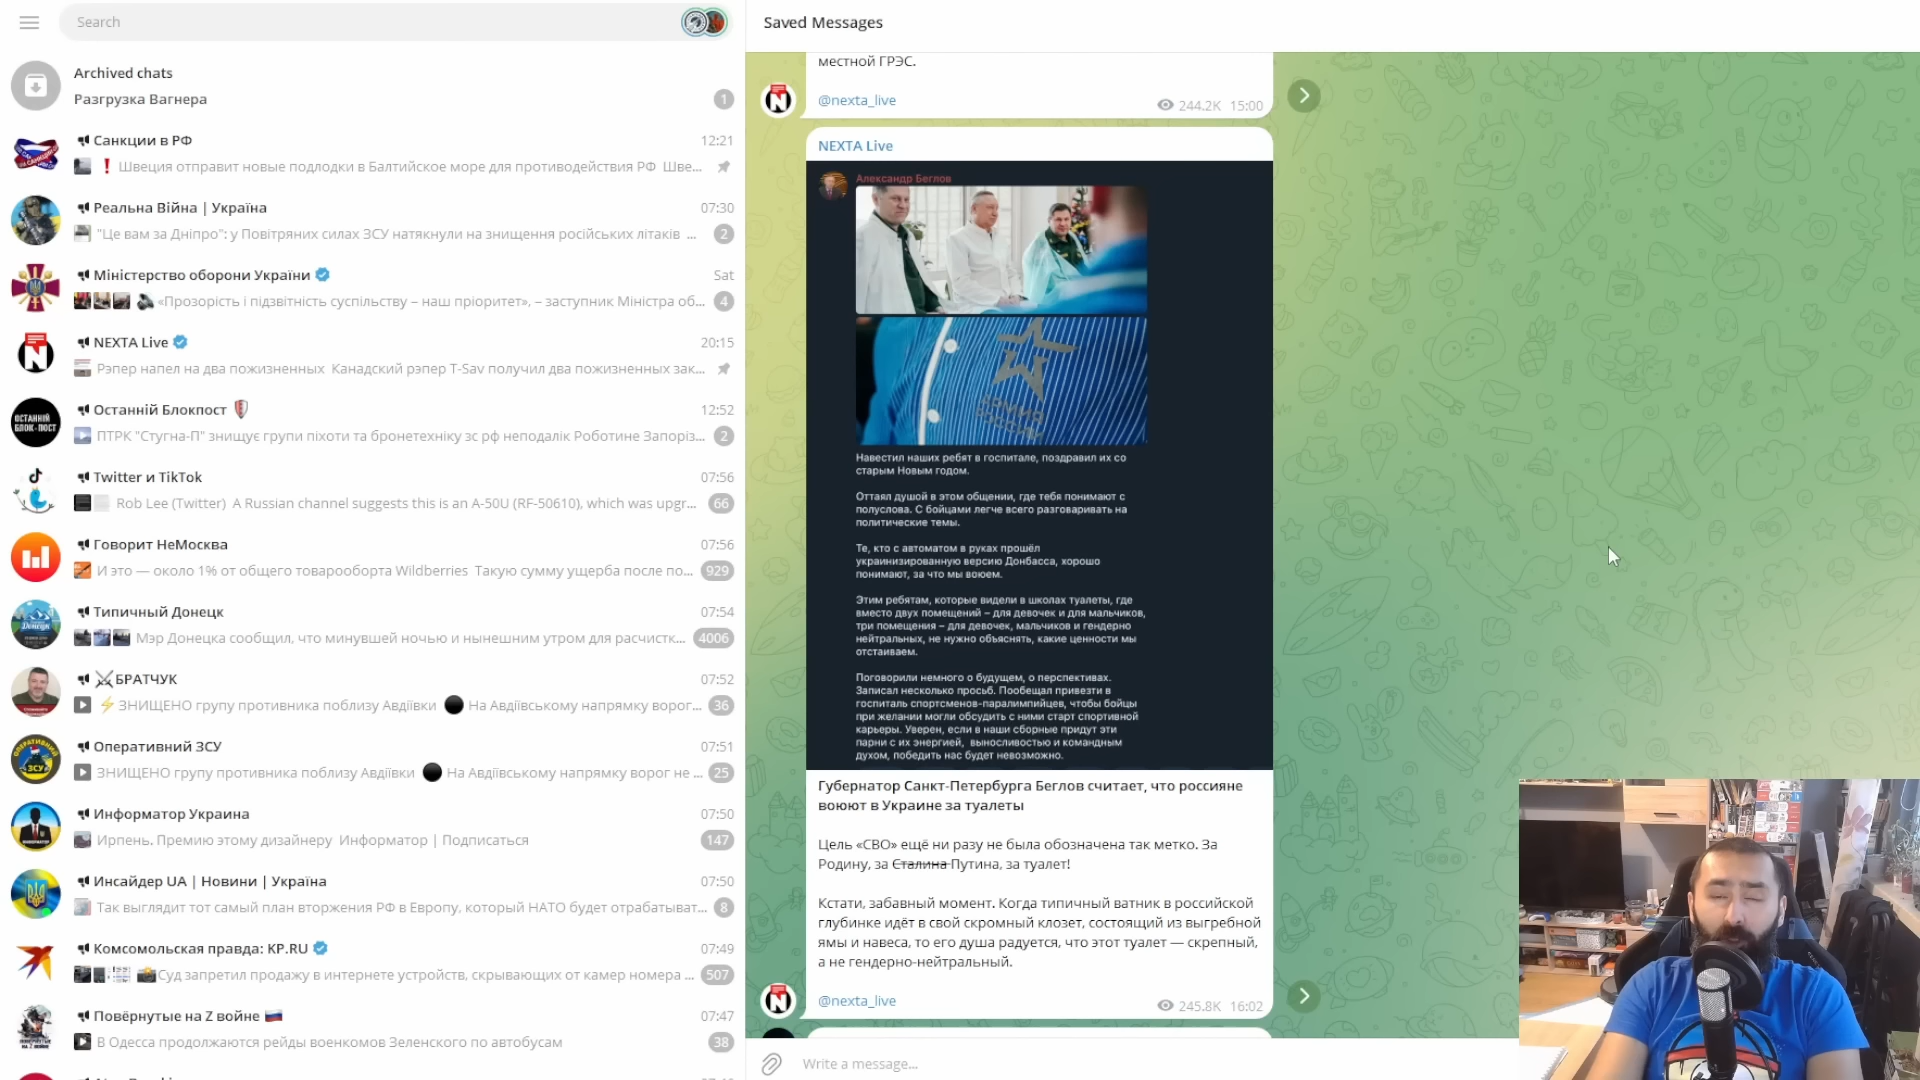 Search
Archived chats
Разгрузка Вагнера
1
Санкции в РФ
12:21
❗ Швеция отправит новые подлодки в Балтийское море для противодействия РФ Шве...
Реальна Війна | Україна
07:30
"Це вам за Дніпро": у Повітряних силах ЗСУ натякнули на знищення російських літаків ...
2
Міністерство оборони України
Sat
«Прозорість і підзвітність суспільству – наш пріоритет», – заступник Міністра об...
4
NEXTA Live
20:15
Рэпер напел на два пожизненных Канадский рэпер T-Sav получил два пожизненных зак...
ОСТАННІЙ
БЛОК-ПОСТ
Останній Блокпост
12:52
ПТРК "Стугна-П" знищує групи піхоти та бронетехніку зс рф неподалік Роботине Запоріз...
2
Twitter и TikTok
07:56
Rob Lee (Twitter) A Russian channel suggests this is an A-50U (RF-50610), which was upgr...
66
Говорит НеМосква
07:56
И это — около 1% от общего товарооборота Wildberries Такую сумму ущерба после по...
929
Типичный Донецк
07:54
Мэр Донецка сообщил, что минувшей ночью и нынешним утром для расчистк...
4006
⚔БРАТЧУК
07:52
⚡ЗНИЩЕНО групу противника поблизу Авдіївки ⚫ На Авдіївському напрямку ворог...
36
Оперативний ЗСУ
07:51
ЗНИЩЕНО групу противника поблизу Авдіївки ⚫ На Авдіївському напрямку ворог не ...
25
Информатор Украина
07:50
Ирпень. Премию этому дизайнеру Информатор | Подписаться
147
Инсайдер UA | Новини | Україна
07:50
Так выглядит тот самый план вторжения РФ в Европу, который НАТО будет отрабатыват...
8
Комсомольская правда: KP.RU
07:49
Суд запретил продажу в интернете устройств, скрывающих от камер номера ...
507
Повёрнутые на Z войне 🇷🇺
07:47
В Одесса продолжаются рейды военкомов Зеленского по автобусам
38
Saved Messages
местной ГРЭС.
@nexta_live
244.2K 15:00
NEXTA Live
Александр Беглов
АРМИЯ
РОССИИ
Навестил наших ребят в госпитале, поздравил их со
старым Новым годом.
Оттаял душой в этом общении, где тебя понимают с
полуслова. С бойцами легче всего разговаривать на
политические темы.
Те, кто с автоматом в руках прошёл
украинизированную версию Донбасса, хорошо
понимают, за что мы воюем.
Этим ребятам, которые видели в школах туалеты, где
вместо двух помещений – для девочек и для мальчиков,
три помещения – для девочек, мальчиков и гендерно
нейтральных, не нужно объяснять, какие ценности мы
отстаиваем.
Поговорили немного о будущем, о перспективах.
Записал несколько просьб. Пообещал привезти в
госпиталь спортсменов-паралимпийцев, чтобы бойцы
при желании могли обсудить с ними старт спортивной
карьеры. Уверен, если в наши сборные придут эти
парни с их энергией, выносливостью и командным
духом, победить нас будет невозможно.
Губернатор Санкт-Петербурга Беглов считает, что россияне
воюют в Украине за туалеты
Цель «СВО» ещё ни разу не была обозначена так метко. За
Родину, за Сталина Путина, за туалет!
Кстати, забавный момент. Когда типичный ватник в российской
глубинке идёт в свой скромный клозет, состоящий из выгребной
ямы и навеса, то его душа радуется, что этот туалет — скрепный,
а не гендерно-нейтральный.
@nexta_live
245.8K 16:02
Write a message...